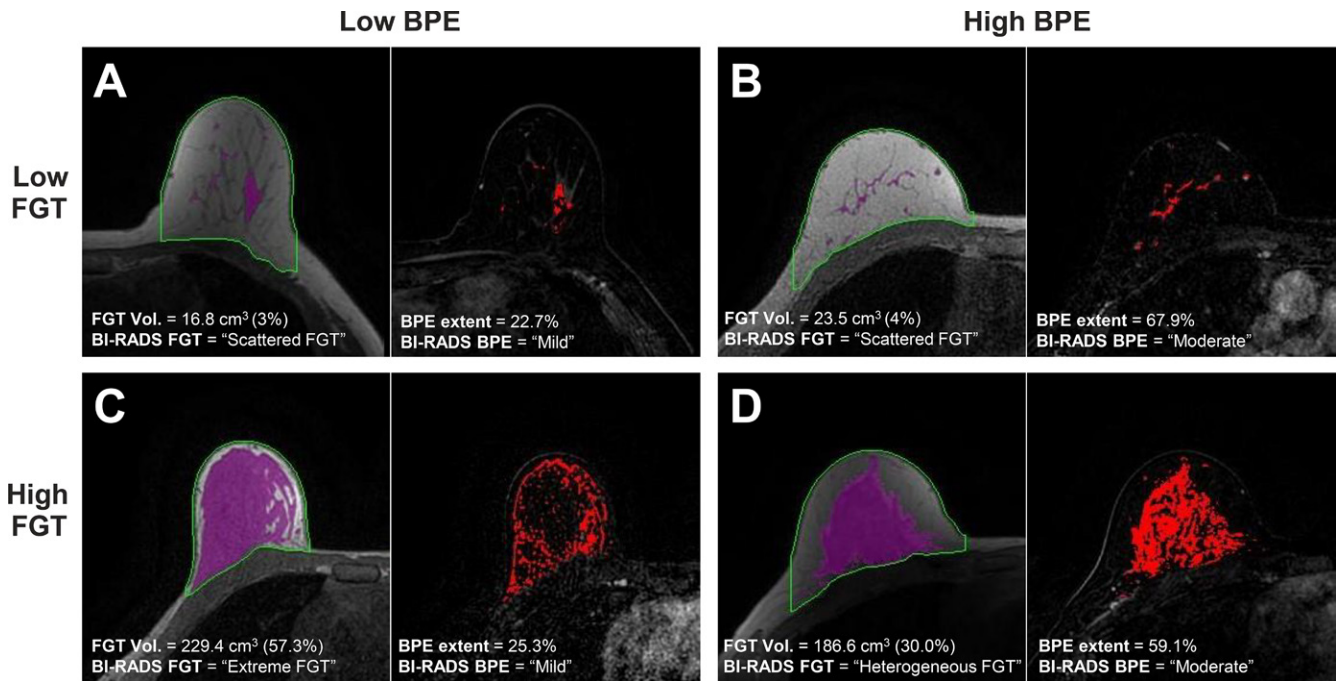 Low BPE
High BPE
Low
FGT
A
FGT Vol. = 16.8 cm³ (3%)
BI-RADS FGT = “Scattered FGT”
BPE extent = 22.7%
BI-RADS BPE = “Mild”
B
FGT Vol. = 23.5 cm³ (4%)
BI-RADS FGT = “Scattered FGT”
BPE extent = 67.9%
BI-RADS BPE = “Moderate”
High
FGT
C
FGT Vol. = 229.4 cm³ (57.3%)
BI-RADS FGT = “Extreme FGT”
BPE extent = 25.3%
BI-RADS BPE = “Mild”
D
FGT Vol. = 186.6 cm³ (30.0%)
BI-RADS FGT = “Heterogeneous FGT”
BPE extent = 59.1%
BI-RADS BPE = “Moderate”